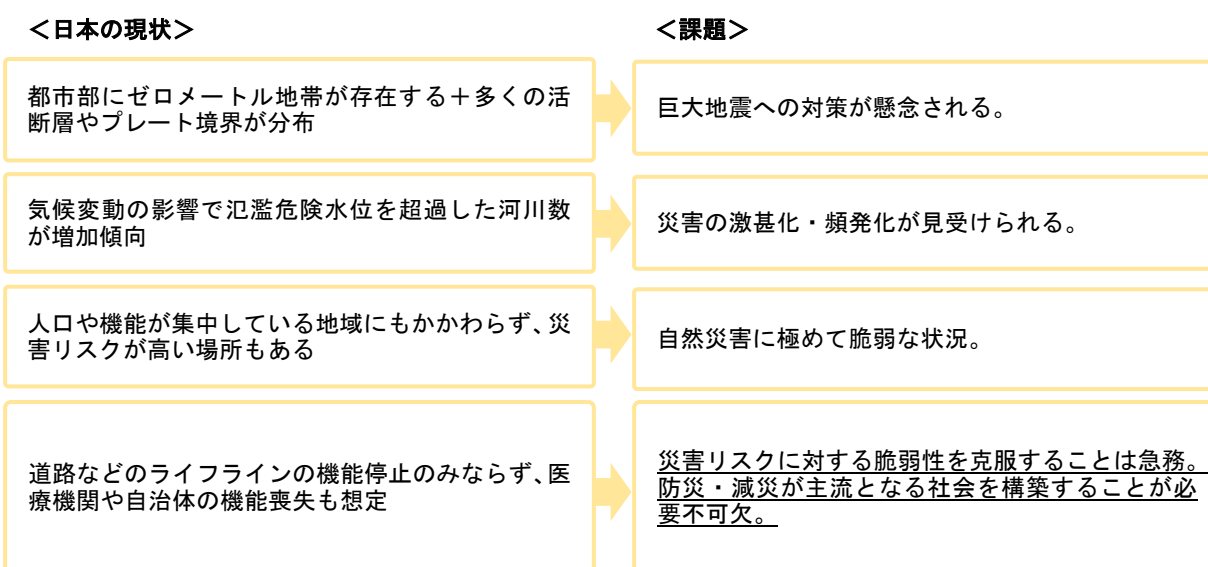 ＜日本の現状＞
＜課題＞
都市部にゼロメートル地帯が存在する＋多くの活
断層やプレート境界が分布
巨大地震への対策が懸念される。
気候変動の影響で氾濫危険水位を超過した河川数
が増加傾向
災害の激甚化・頻発化が見受けられる。
人口や機能が集中している地域にもかかわらず、災
害リスクが高い場所もある
自然災害に極めて脆弱な状況。
道路などのライフラインの機能停止のみならず、医
療機関や自治体の機能喪失も想定
災害リスクに対する脆弱性を克服することは急務。
防災・減災が主流となる社会を構築することが必
要不可欠。